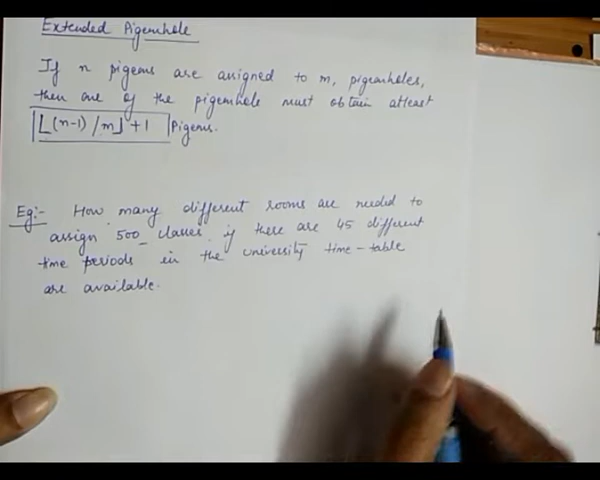 Extended Pigeonhole
If n pigeons are assigned to m, pigeonholes,
then one of the pigeonhole must obtain atleast
⌊(n-1) /m⌋ + 1 Pigeons.
Eg:- How many different rooms are needed to
assign 500 classes if there are 45 different
time periods in the university time-table
are available.